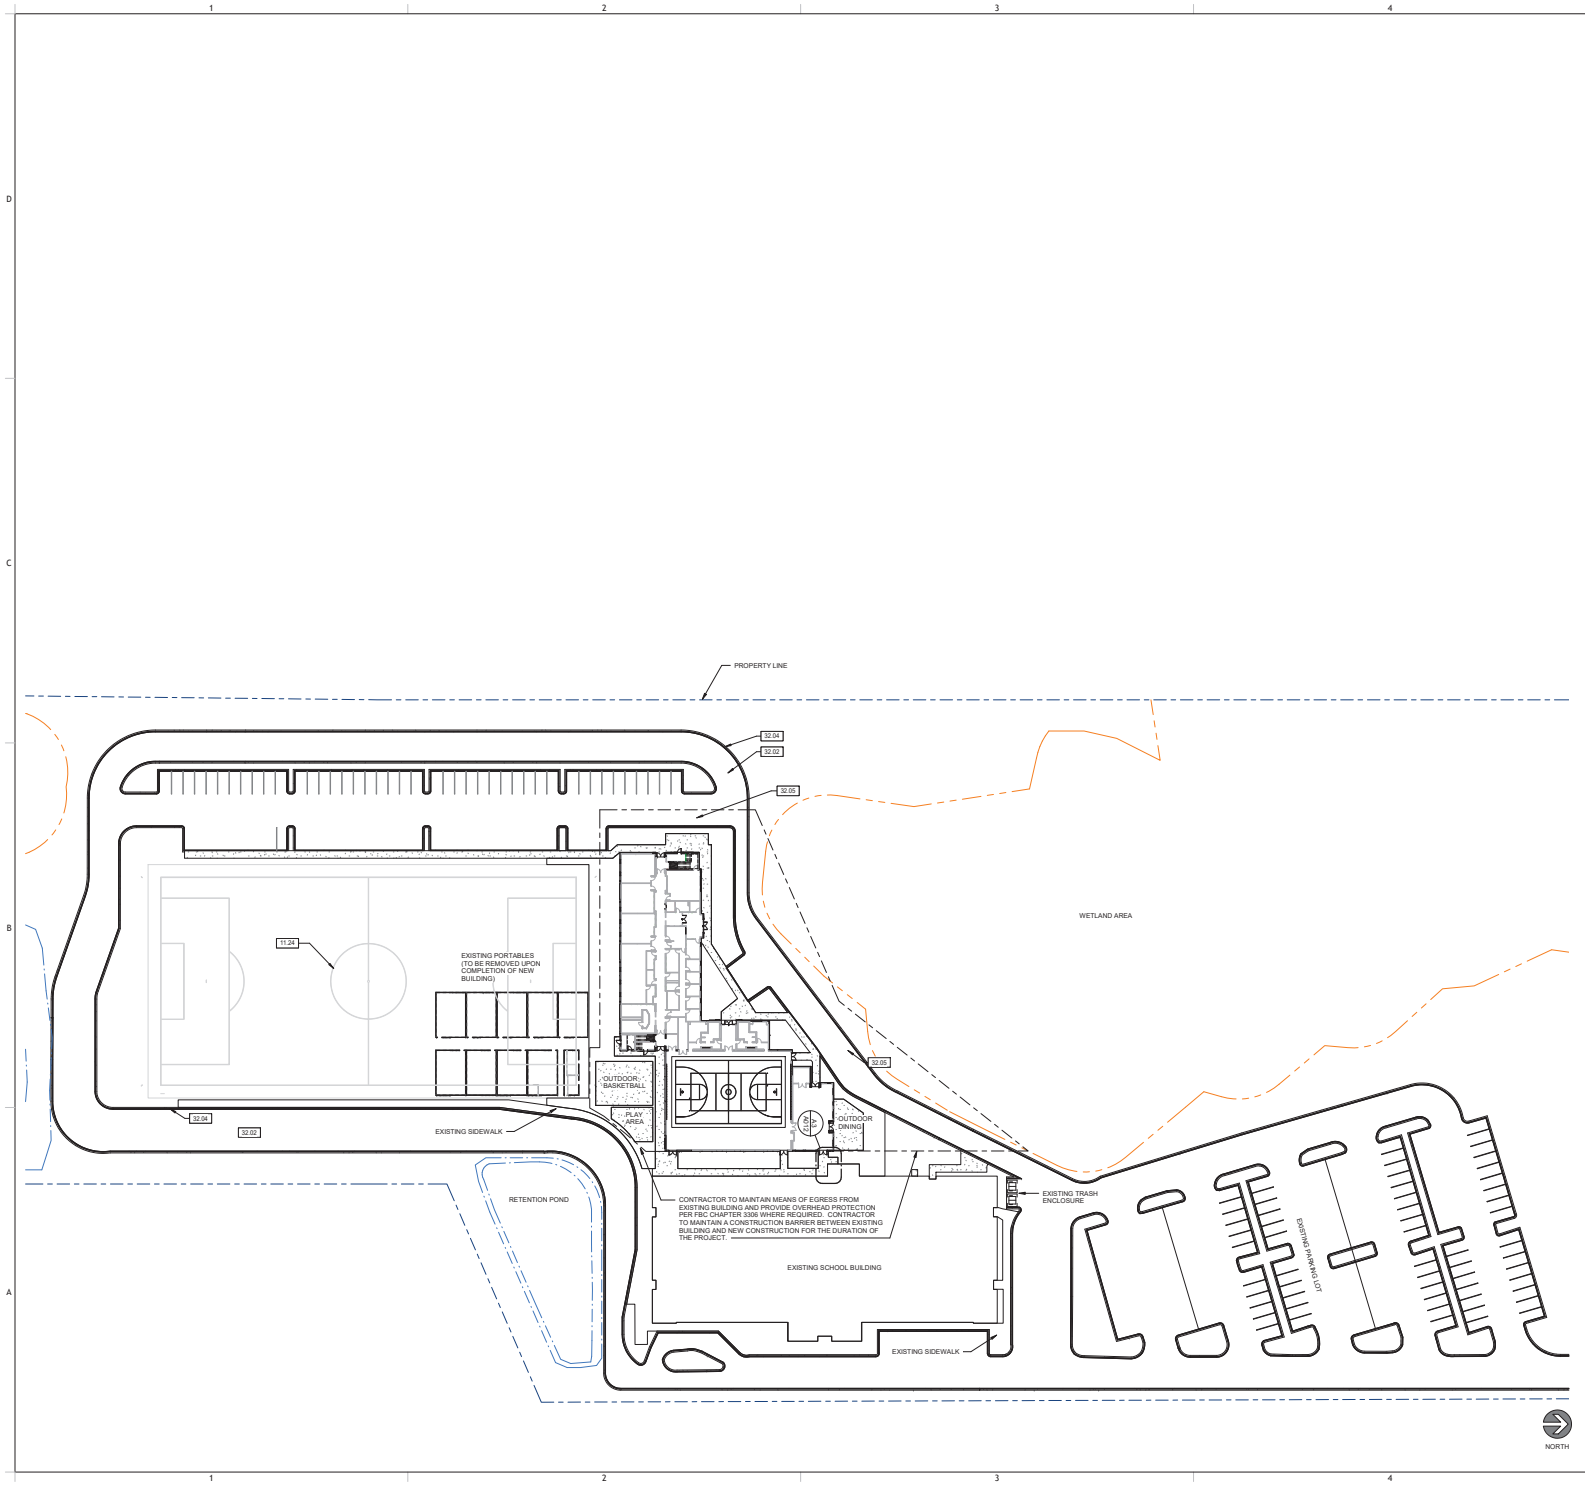 1
2
3
4
D
C
PROPERTY LINE
32.04
32.02
32.05
WETLAND AREA
B
11.24
EXISTING PORTABLES
(TO BE REMOVED UPON
COMPLETION OF NEW
BUILDING)
32.05
OUTDOOR
BASKETBALL
PLAY
AREA
A3
A012
OUTDOOR
DINING
32.04
32.02
EXISTING SIDEWALK
RETENTION POND
CONTRACTOR TO MAINTAIN MEANS OF EGRESS FROM
EXISTING BUILDING AND PROVIDE OVERHEAD PROTECTION
PER FBC CHAPTER 3306 WHERE REQUIRED. CONTRACTOR
TO MAINTAIN A CONSTRUCTION BARRIER BETWEEN EXISTING
BUILDING AND NEW CONSTRUCTION FOR THE DURATION OF
THE PROJECT.
EXISTING TRASH
ENCLOSURE
EXISTING PARKING LOT
EXISTING SCHOOL BUILDING
A
EXISTING SIDEWALK
NORTH
1
2
3
4